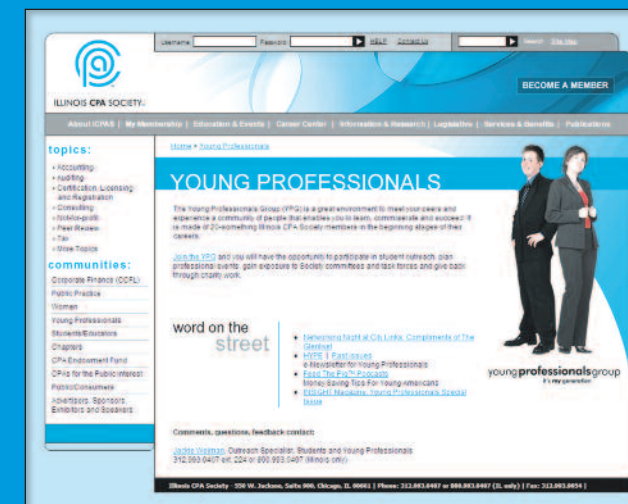 Username Password HELP Contact Us Search Site Map
ILLINOIS CPA SOCIETY
BECOME A MEMBER
About ICPAS | My Membership | Education & Events | Career Center | Information & Research | Legislative | Services & Benefits | Publications
topics:
Accounting
Auditing
Certification, Licensing
and Registration
Consulting
Not-for-profit
Peer Review
Tax
More Topics
communities:
Corporate Finance (CCFL)
Public Practice
Women
Young Professionals
Students/Educators
Chapters
CPA Endowment Fund
CPAs for the Public Interest
Public/Consumers
Advertisers, Sponsors,
Exhibitors and Speakers
Home > Young Professionals
YOUNG PROFESSIONALS
The Young Professionals Group (YPG) is a great environment to meet your peers and
experience a community of people that enables you to learn, commiserate and succeed. It
is made of 20-something Illinois CPA Society members in the beginning stages of their
careers.
Join the YPG and you will have the opportunity to participate in student outreach, plan
professional events, gain exposure to Society committees and task forces and give back
through charity work.
word on the
street
Networking Night at City Links, Compliments of The
HYPE | Past Issues
e-Newsletter for Young Professionals
Feed The Pig™ Podcasts
Money Saving Tips For Young Americans
INSIGHT Magazine, Young Professionals Special
Issue
youngprofessionalsgroup
it's my generation
Comments, questions, feedback contact:
Outreach Specialist, Students and Young Professionals
312.993.0407 ext. 224 or 800.993.0407 (Illinois only)
Illinois CPA Society - 550 W. Jackson, Suite 900, Chicago, IL 60661 | Phone: 312.993.0407 or 800.993.0407 (IL only) | Fax: 312.993.9954 |